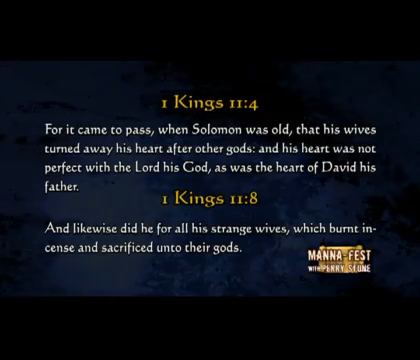 1 Kings 11:4
For it came to pass, when Solomon was old, that his wives
turned away his heart after other gods: and his heart was not
perfect with the Lord his God, as was the heart of David his
father.
1 Kings 11:8
And likewise did he for all his strange wives, which burnt in-
cense and sacrificed unto their gods.
MANNA-FEST
WITH PERRY STONE